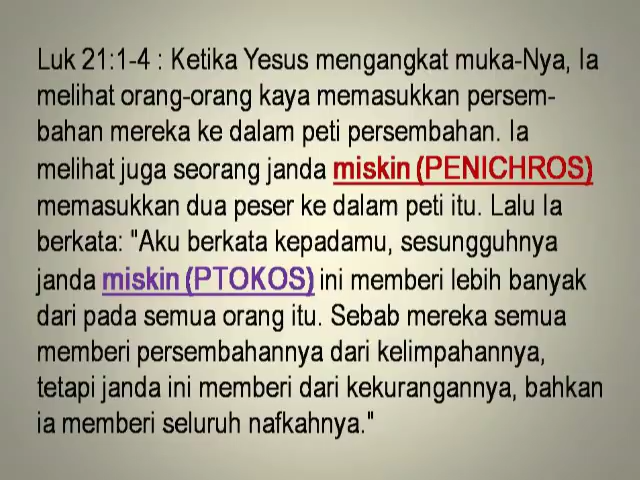 Luk 21:1-4 : Ketika Yesus mengangkat muka-Nya, Ia
melihat orang-orang kaya memasukkan persem-
bahan mereka ke dalam peti persembahan. Ia
melihat juga seorang janda miskin (PENICHROS)
memasukkan dua peser ke dalam peti itu. Lalu Ia
berkata: "Aku berkata kepadamu, sesungguhnya
janda miskin (PTOKOS) ini memberi lebih banyak
dari pada semua orang itu. Sebab mereka semua
memberi persembahannya dari kelimpahannya,
tetapi janda ini memberi dari kekurangannya, bahkan
ia memberi seluruh nafkahnya."